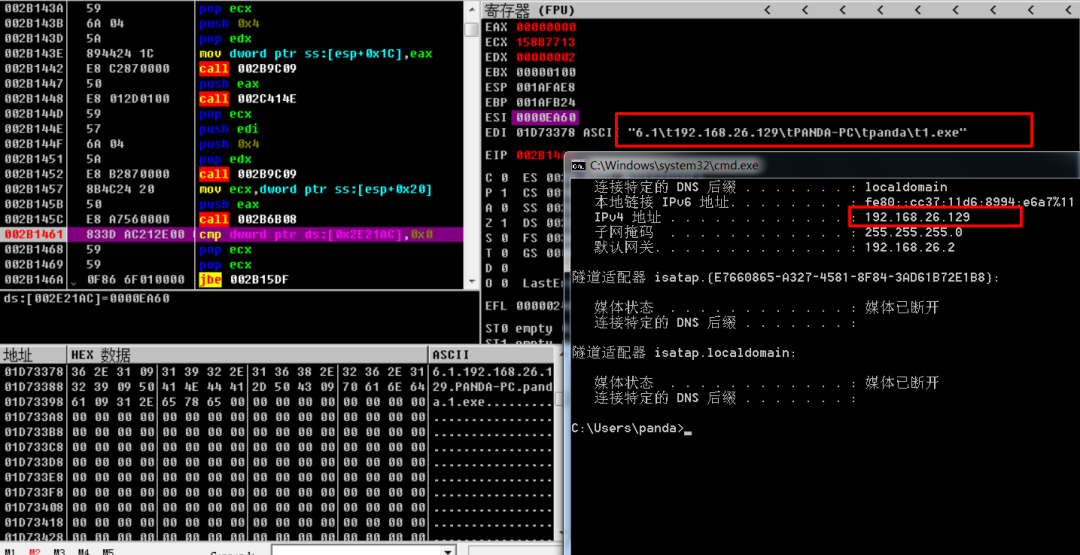 002B143A 59 pop ecx
002B143B 6A 04 push 0x4
002B143D 5A pop edx
002B143E 894424 1C mov dword ptr ss:[esp+0x1C],eax
002B1442 E8 C2870000 call 002B9C09
002B1447 50 push eax
002B1448 E8 012D0100 call 002C414E
002B144D 59 pop ecx
002B144E 57 push edi
002B144F 6A 04 push 0x4
002B1451 5A pop edx
002B1452 E8 B2870000 call 002B9C09
002B1457 8B4C24 20 mov ecx,dword ptr ss:[esp+0x20]
002B145B 50 push eax
002B145C E8 A7560000 call 002B6B08
002B1461 833D AC212E00 cmp dword ptr ds:[0x2E21AC],0x0
002B1468 59 pop ecx
002B1469 59 pop ecx
002B146A 0F86 6F010000 jbe 002B15DF
ds:[002E21AC]=0000EA60
寄存器 (FPU) < < < < < < < < <
EAX 00000000
ECX 158B7713
EDX 00000002
EBX 00000100
ESP 001AFAE8
EBP 001AFB24
ESI 0000EA60
EDI 01D73378 ASCII "6.1\t192.168.26.129\tPANDA-PC\tpanda\t1.exe"
EIP 002B14
C 0 ES 00
P 1 CS 00
A 0 SS 00
Z 1 DS 00
S 0 FS 00
T 0 GS 00
D 0
O 0 LastEr
EFL 0000024
ST0 empty
ST1 empty
地址 HEX 数据 ASCII
01D73378 36 2E 31 09 31 39 32 2E 31 36 38 2E 32 36 2E 31 6.1.192.168.26.1
01D73388 32 39 09 50 41 4E 44 41 2D 50 43 09 70 61 6E 64 29.PANDA-PC.pand
01D73398 61 09 31 2E 65 78 65 00 00 00 00 00 00 00 00 00 a.1.exe.........
01D733A8 00 00 00 00 00 00 00 00 00 00 00 00 00 00 00 00 ................
01D733B8 00 00 00 00 00 00 00 00 00 00 00 00 00 00 00 00 ................
01D733C8 00 00 00 00 00 00 00 00 00 00 00 00 00 00 00 00 ................
01D733D8 00 00 00 00 00 00 00 00 00 00 00 00 00 00 00 00 ................
01D733E8 00 00 00 00 00 00 00 00 00 00 00 00 00 00 00 00 ................
01D733F8 00 00 00 00 00 00 00 00 00 00 00 00 00 00 00 00 ................
01D73408 00 00 00 00 00 00 00 00 00 00 00 00 00 00 00 00 ................
01D73418 00 00 00 00 00 00 00 00 00 00 00 00 00 00 00 00 ................
01D73428 00 00 00 00 00 00 00 00 00 00 00 00 00 00 00 00 ................
M1 M2 M3 M4 M5
C:\Windows\system32\cmd.exe
连接特定的 DNS 后缀 . . . . . . . : localdomain
本地链接 IPv6 地址. . . . . . . . : fe80::cc37:11d6:8994:e6a7%11
IPv4 地址 . . . . . . . . . . . . : 192.168.26.129
子网掩码 . . . . . . . . . . . . : 255.255.255.0
默认网关. . . . . . . . . . . . . : 192.168.26.2
隧道适配器 isatap.{E7660865-A327-4581-8F84-3AD61B72E1B8}:
媒体状态 . . . . . . . . . . . . : 媒体已断开
连接特定的 DNS 后缀 . . . . . . . :
隧道适配器 isatap.localdomain:
媒体状态 . . . . . . . . . . . . : 媒体已断开
连接特定的 DNS 后缀 . . . . . . . :
C:\Users\panda>_